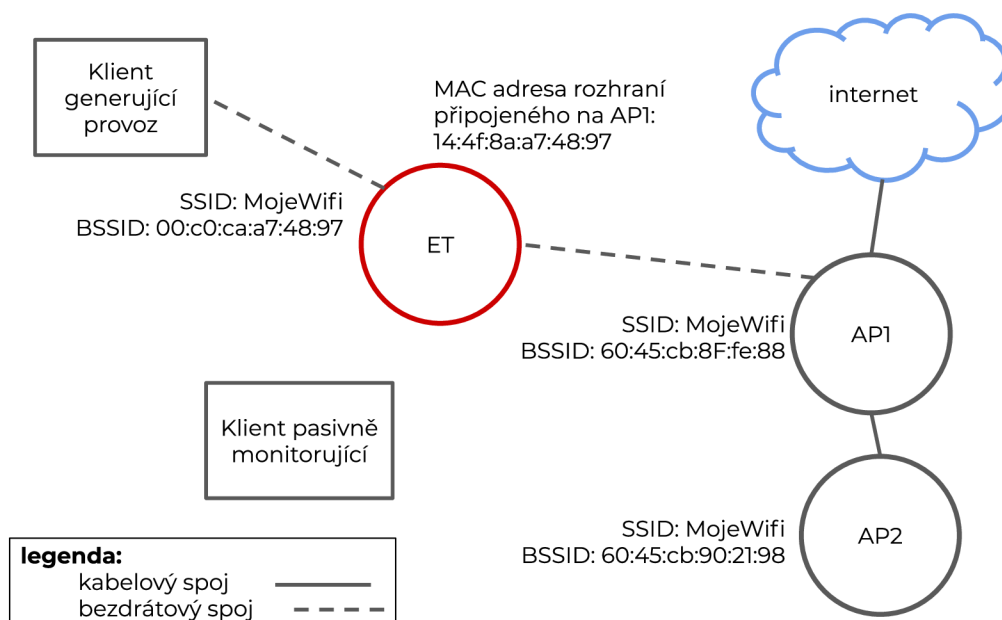 Klient
generující
provoz
MAC adresa rozhraní
připojeného na AP1:
14:4f:8a:a7:48:97
internet
SSID: MojeWifi
BSSID: 00:c0:ca:a7:48:97
ET
SSID: MojeWifi
BSSID: 60:45:cb:8F:fe:88
AP1
Klient pasivně
monitorující
SSID: MojeWifi
BSSID: 60:45:cb:90:21:98
AP2
legenda:
kabelový spoj
bezdrátový spoj